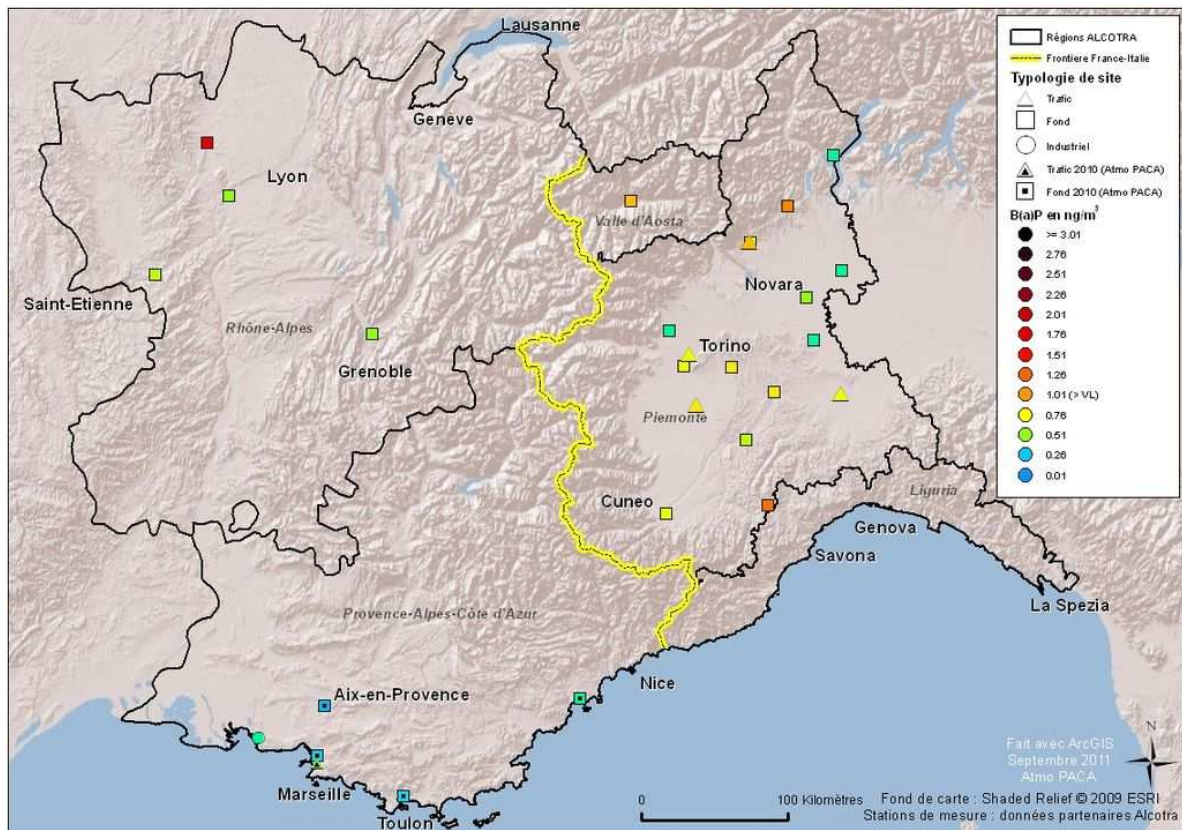 Lausanne
Genève
Lyon
Valle d'Aosta
Saint-Etienne
Novara
Rhône-Alpes
Torino
Grenoble
Piemonte
Cuneo
Liguria
Genova
Savona
La Spezia
Provence-Alpes-Côte d'Azur
Nice
Aix-en-Provence
Marseille
Toulon
Régions ALCOTRA
Frontière France-Italie
Typologie de site
Trafic
Fond
Industriel
Trafic 2010 (Atmo PACA)
Fond 2010 (Atmo PACA)
B(a)P en ng/m³
>= 3.01
2.76
2.51
2.26
2.01
1.76
1.51
1.26
1.01 (> VL)
0.76
0.51
0.26
0.01
N
Fait avec ArcGIS
Septembre 2011
Atmo PACA
0 100 Kilomètres
Fond de carte : Shaded Relief © 2009 ESRI
Stations de mesure : données partenaires Alcotra